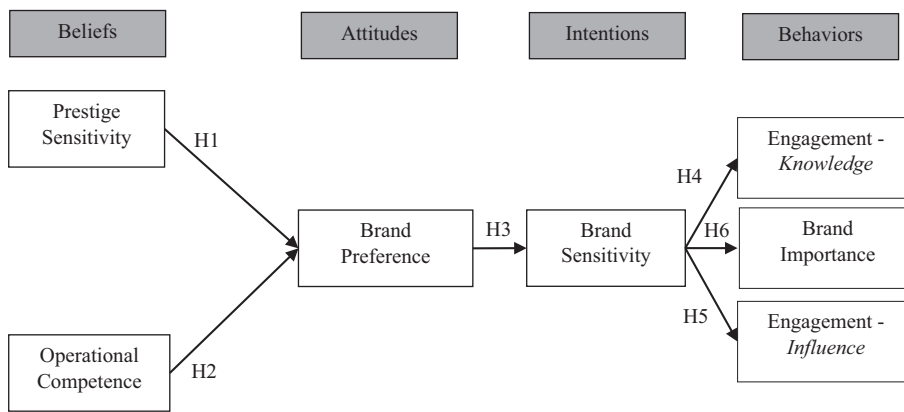 Beliefs
Attitudes
Intentions
Behaviors
Prestige
Sensitivity
H1
Engagement -
Knowledge
H4
Brand
Preference
H3
Brand
Sensitivity
H6
Brand
Importance
H5
Engagement -
Influence
Operational
Competence
H2